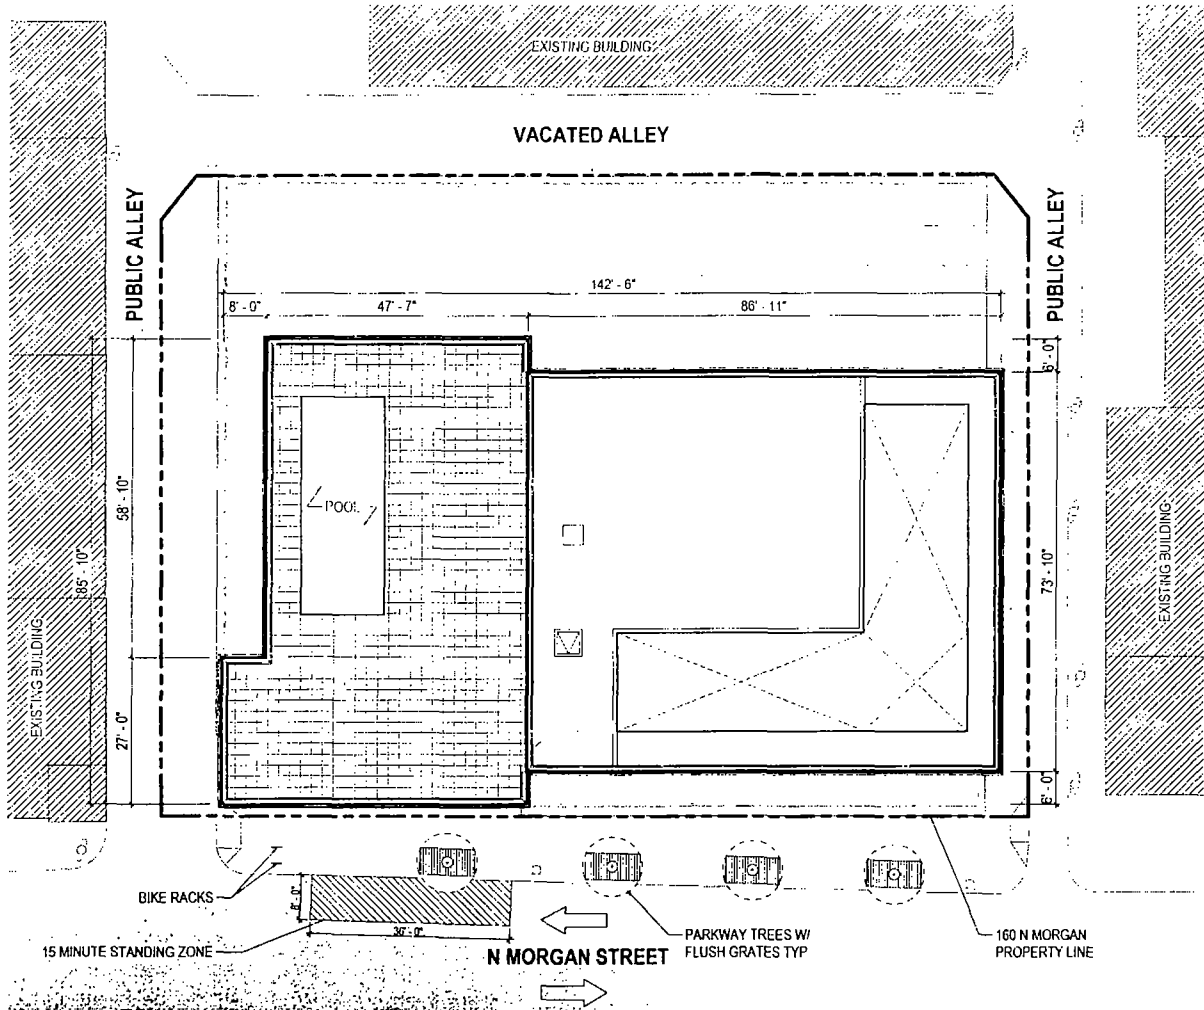 EXISTING BUILDING
VACATED ALLEY
PUBLIC ALLEY
PUBLIC ALLEY
142' - 6"
8' - 0"
47' - 7"
86' - 11"
6' - 0"
58' - 10"
POOL
85' - 10"
73' - 10"
EXISTING BUILDING
EXISTING BUILDING
27' - 0"
6' - 0"
BIKE RACKS
8' - 0"
36' - 0"
15 MINUTE STANDING ZONE
N MORGAN STREET
PARKWAY TREES W/
FLUSH GRATES TYP
160 N MORGAN
PROPERTY LINE